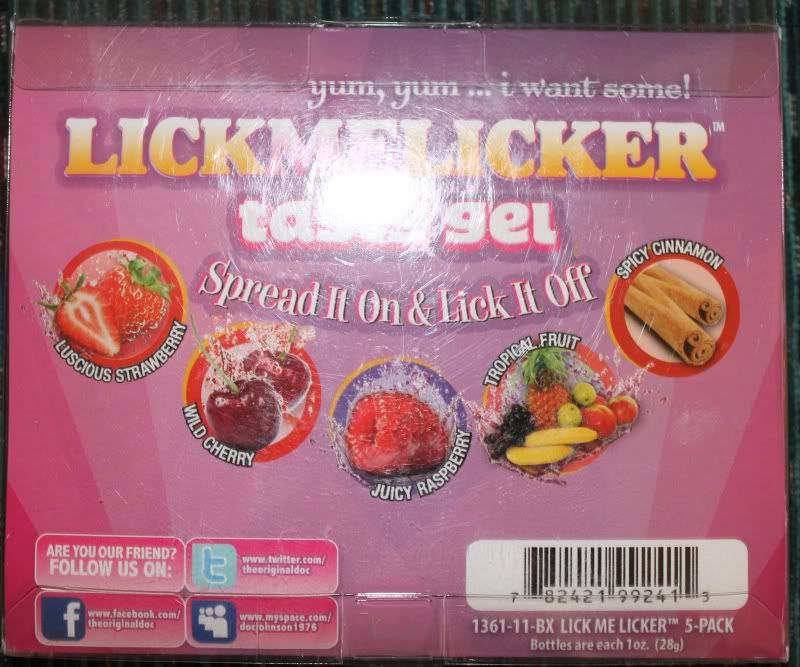 yum, yum ... i want some!
LICKMELICKER™
taste gel
Spread It On & Lick It Off
SPICY CINNAMON
LUSCIOUS STRAWBERRY
TROPICAL FRUIT
WILD CHERRY
JUICY RASPBERRY
ARE YOU OUR FRIEND?
FOLLOW US ON:
www.twitter.com/
theoriginaldoc
www.facebook.com/
theoriginaldoc
www.myspace.com/
docjohnson1976
7 82421 99241 3
1361-11-BX LICK ME LICKER™ 5-PACK
Bottles are each 1oz. (28g)